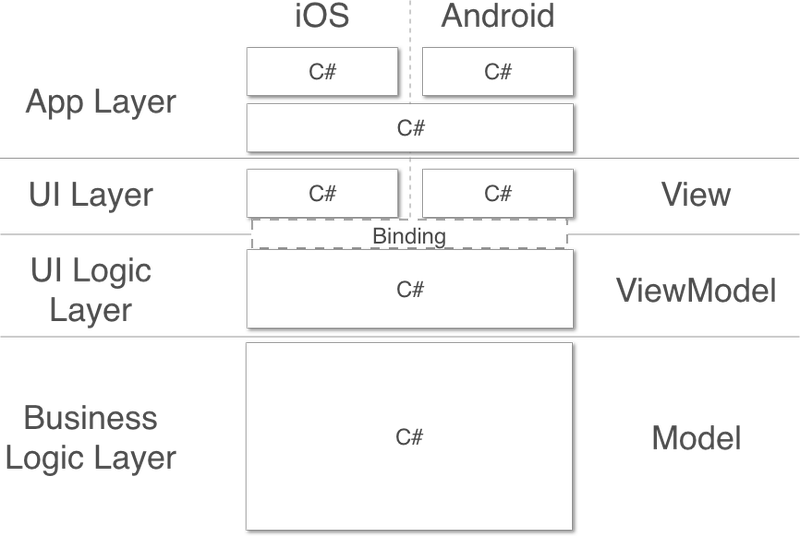 iOS
Android
C#
C#
App Layer
C#
UI Layer
C#
C#
View
Binding
UI Logic
Layer
C#
ViewModel
Business
Logic Layer
C#
Model